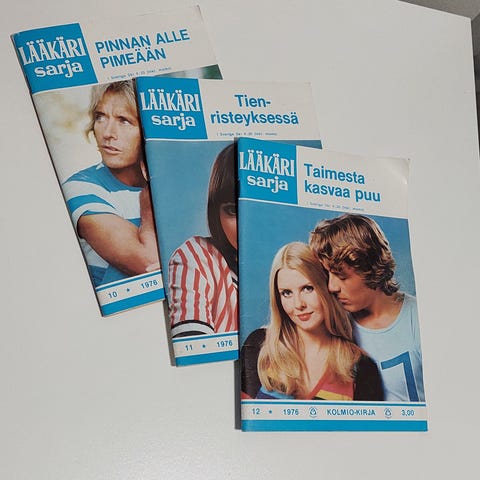 LÄÄKÄRI
sarja
PINNAN ALLE
PIMEÄÄN
10 ★ 1976
LÄÄKÄRI
sarja
Tien-
risteyksessä
11 ★ 1976
LÄÄKÄRI
sarja
Taimesta
kasvaa puu
7
12 ★ 1976 KOLMIO-KIRJA 3,00